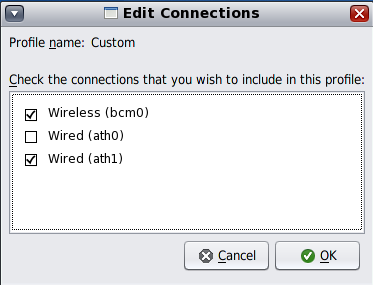 Edit Connections
Profile name: Custom
Check the connections that you wish to include in this profile:
Wireless (bcm0)
Wired (ath0)
Wired (ath1)
Cancel OK